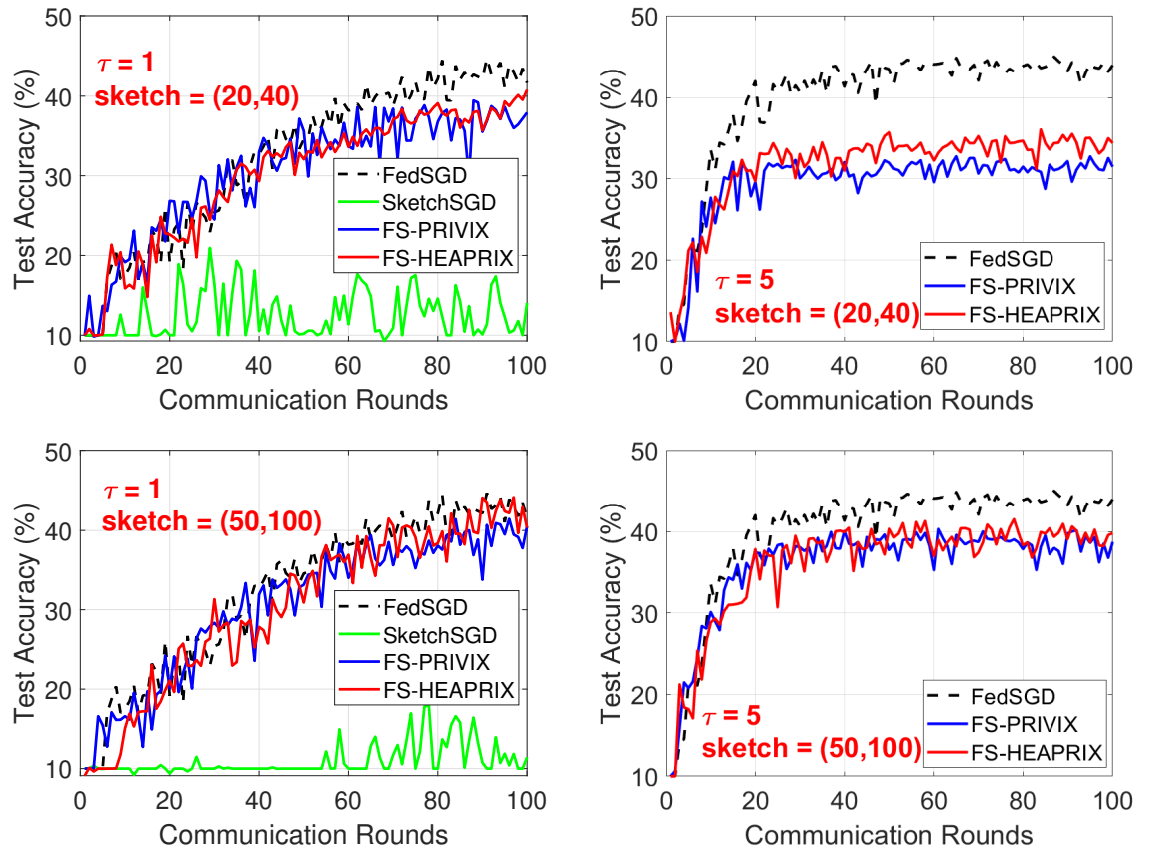 50
40
30
20
10
Test Accuracy (%)
τ = 1
sketch = (20,40)
FedSGD
SketchSGD
FS-PRIVIX
FS-HEAPRIX
0 20 40 60 80 100
Communication Rounds
50
40
30
20
10
Test Accuracy (%)
τ = 5
sketch = (20,40)
FedSGD
FS-PRIVIX
FS-HEAPRIX
0 20 40 60 80 100
Communication Rounds
50
40
30
20
10
Test Accuracy (%)
τ = 1
sketch = (50,100)
FedSGD
SketchSGD
FS-PRIVIX
FS-HEAPRIX
0 20 40 60 80 100
Communication Rounds
50
40
30
20
10
Test Accuracy (%)
τ = 5
sketch = (50,100)
FedSGD
FS-PRIVIX
FS-HEAPRIX
0 20 40 60 80 100
Communication Rounds